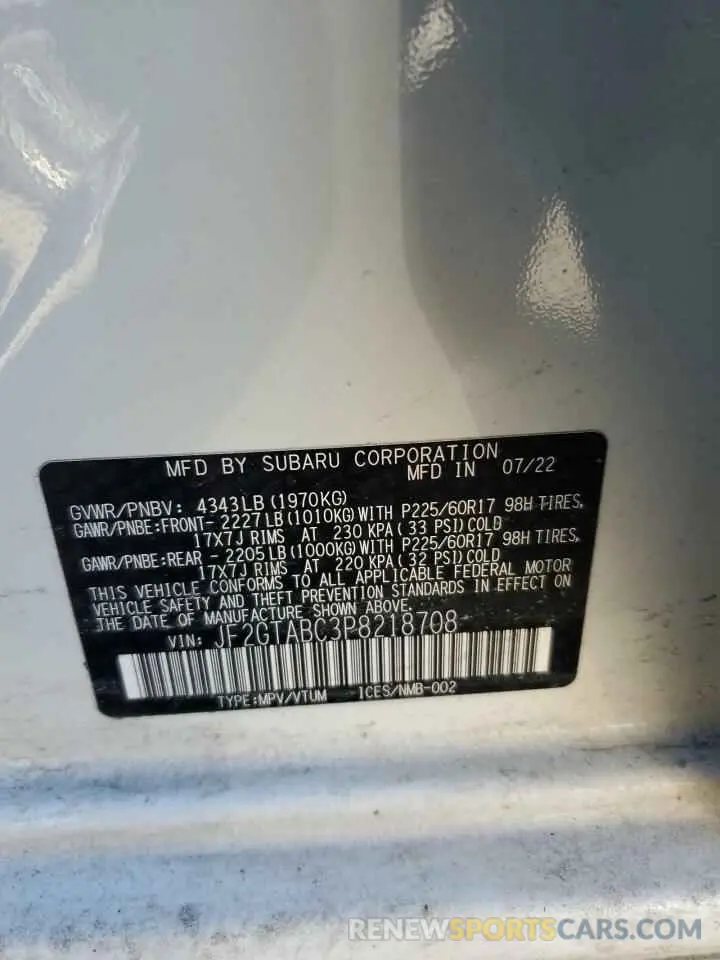 MFD BY SUBARU CORPORATION
MFD IN 07/22
GVWR/PNBV: 4343LB(1970KG)
GAWR/PNBE:FRONT- 2227LB(1010KG)WITH P225/60R17 98H TIRES,
17X7J RIMS AT 230 KPA( 33 PSI)COLD
GAWR/PNBE:REAR - 2205LB(1000KG)WITH P225/60R17 98H TIRES,
17X7J RIMS AT 220 KPA( 32 PSI)COLD
THIS VEHICLE CONFORMS TO ALL APPLICABLE FEDERAL MOTOR
VEHICLE SAFETY AND THEFT PREVENTION STANDARDS IN EFFECT ON
THE DATE OF MANUFACTURE SHOWN ABOVE.
VIN: JF2GTABC3P8218708
TYPE:MPV/VTUM ICES/NMB-002
RENEWSPORTSCARS.COM